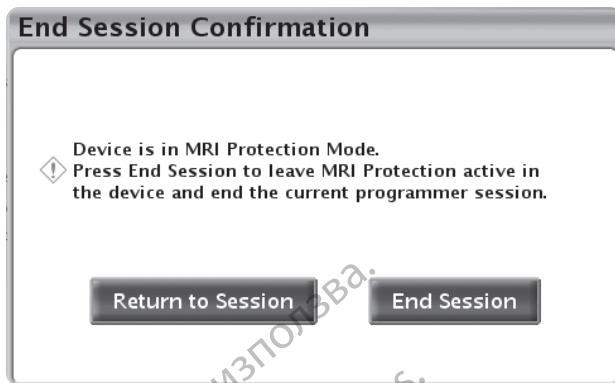 End Session Confirmation
Device is in MRI Protection Mode.
Press End Session to leave MRI Protection active in
the device and end the current programmer session.
Return to Session
End Session